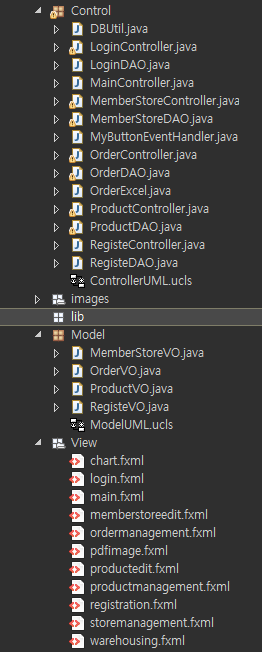 Control
DBUtil.java
LoginController.java
LoginDAO.java
MainController.java
MemberStoreController.java
MemberStoreDAO.java
MyButtonEventHandler.java
OrderController.java
OrderDAO.java
OrderExcel.java
ProductController.java
ProductDAO.java
RegisteController.java
RegisteDAO.java
ControllerUML.ucls
images
lib
Model
MemberStoreVO.java
OrderVO.java
ProductVO.java
RegisteVO.java
ModelUML.ucls
View
chart.fxml
login.fxml
main.fxml
memberstoreedit.fxml
ordermanagement.fxml
pdfimage.fxml
productedit.fxml
productmanagement.fxml
registration.fxml
storemanagement.fxml
warehousing.fxml